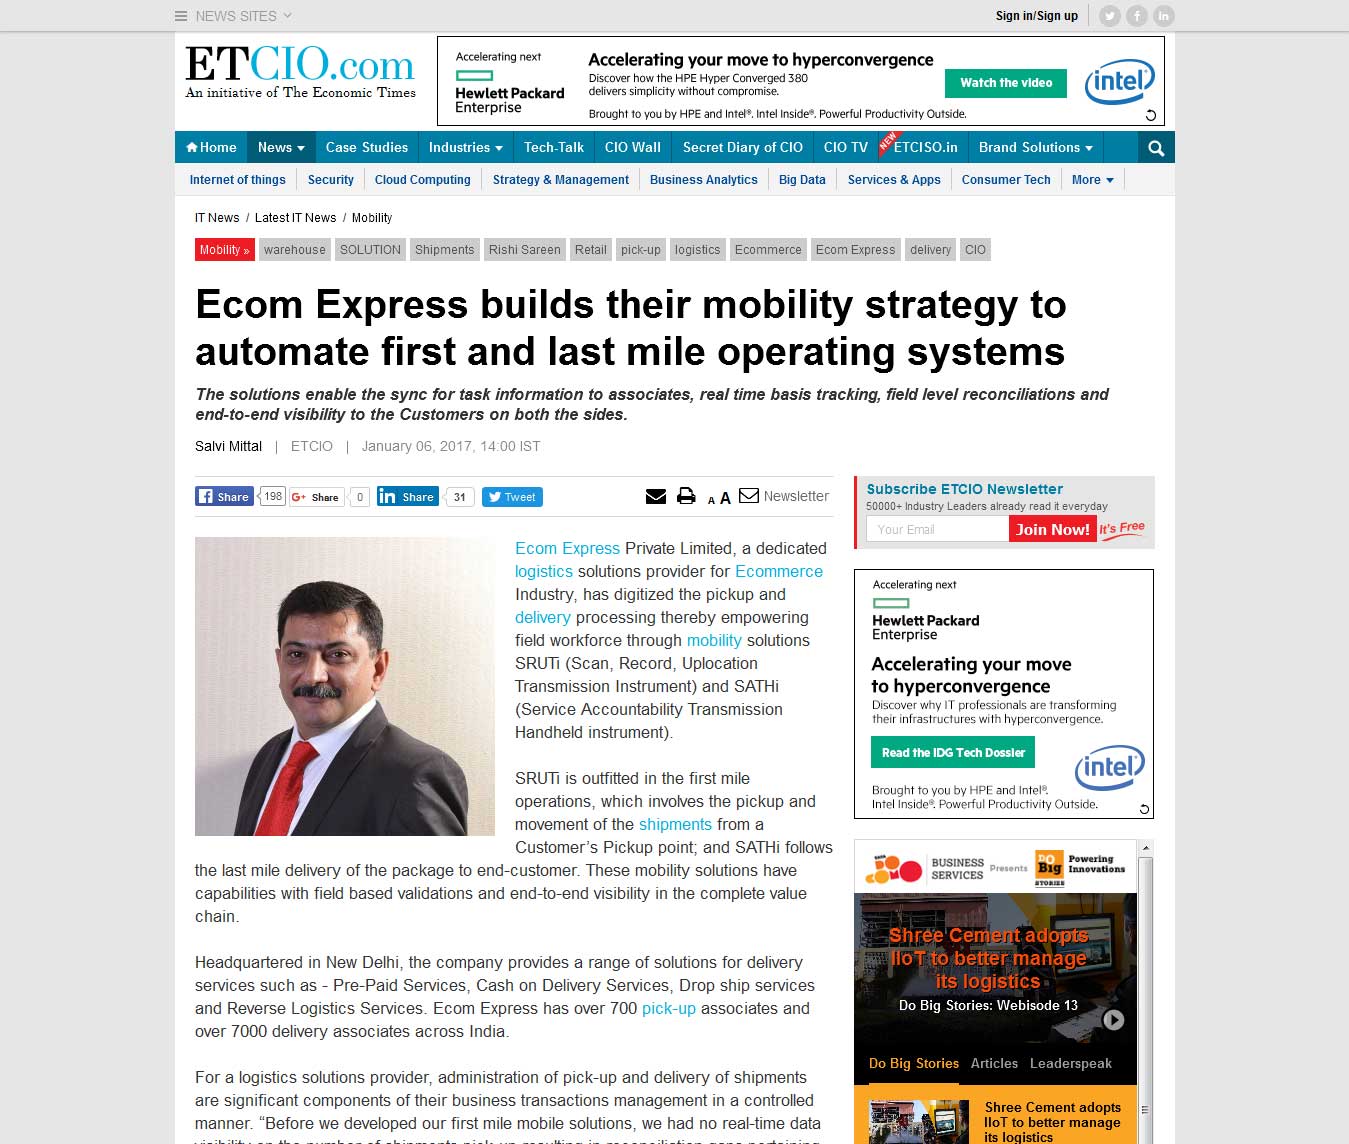 NEWS SITES
Sign in/Sign up
ETCIO.com
An initiative of The Economic Times
Accelerating next
Hewlett Packard
Enterprise
Accelerating your move to hyperconvergence
Discover how the HPE Hyper Converged 380
delivers simplicity without compromise.
Brought to you by HPE and Intel®. Intel Inside®. Powerful Productivity Outside.
Watch the video
intel
Home News Case Studies Industries Tech-Talk CIO Wall Secret Diary of CIO CIO TV NEW ETCISO.in Brand Solutions
Internet of things Security Cloud Computing Strategy & Management Business Analytics Big Data Services & Apps Consumer Tech More
IT News / Latest IT News / Mobility
Mobility » warehouse SOLUTION Shipments Rishi Sareen Retail pick-up logistics Ecommerce Ecom Express delivery CIO
Ecom Express builds their mobility strategy to
automate first and last mile operating systems
The solutions enable the sync for task information to associates, real time basis tracking, field level reconciliations and
end-to-end visibility to the Customers on both the sides.
Salvi Mittal | ETCIO | January 06, 2017, 14:00 IST
Share 198 G+ Share 0 in Share 31 Tweet A A Newsletter
Ecom Express Private Limited, a dedicated
logistics solutions provider for Ecommerce
Industry, has digitized the pickup and
delivery processing thereby empowering
field workforce through mobility solutions
SRUTi (Scan, Record, Uplocation
Transmission Instrument) and SATHi
(Service Accountability Transmission
Handheld instrument).
SRUTi is outfitted in the first mile
operations, which involves the pickup and
movement of the shipments from a
Customer's Pickup point; and SATHi follows
the last mile delivery of the package to end-customer. These mobility solutions have
capabilities with field based validations and end-to-end visibility in the complete value
chain.
Headquartered in New Delhi, the company provides a range of solutions for delivery
services such as - Pre-Paid Services, Cash on Delivery Services, Drop ship services
and Reverse Logistics Services. Ecom Express has over 700 pick-up associates and
over 7000 delivery associates across India.
For a logistics solutions provider, administration of pick-up and delivery of shipments
are significant components of their business transactions management in a controlled
manner. "Before we developed our first mile mobile solutions, we had no real-time data
visibility on the number of shipments pick-up resulting in reconciliation gaps pertaining
Subscribe ETCIO Newsletter
50000+ Industry Leaders already read it everyday
Your Email Join Now! It's Free
Accelerating next
Hewlett Packard
Enterprise
Accelerating your move
to hyperconvergence
Discover why IT professionals are transforming
their infrastructures with hyperconvergence.
Read the IDG Tech Dossier
intel
Brought to you by HPE and Intel®.
Intel Inside®. Powerful Productivity Outside.
TATA DOCOMO BUSINESS SERVICES Presents DO Big STORIES Powering Innovations
Shree Cement adopts
IIoT to better manage
its logistics
Do Big Stories: Webisode 13
Do Big Stories Articles Leaderspeak
Shree Cement adopts
IIoT to better manage
its logistics